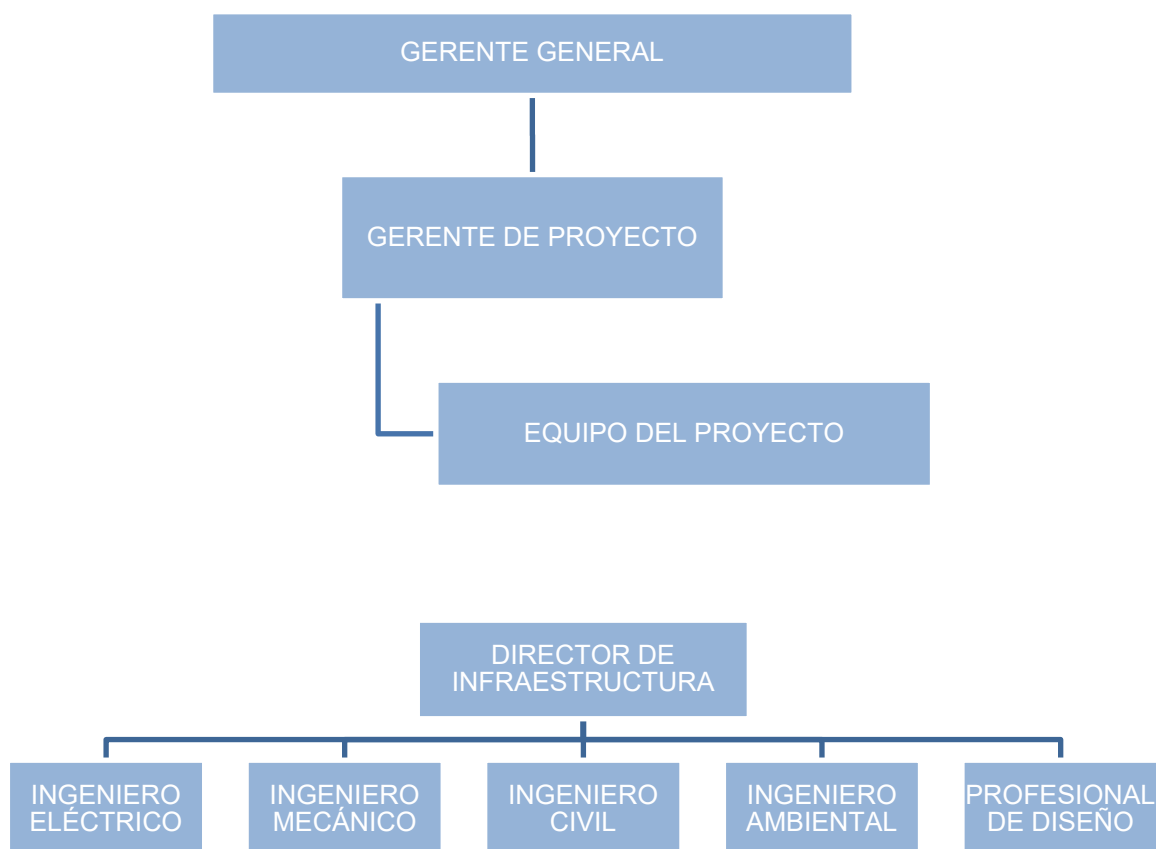 GERENTE GENERAL
GERENTE DE PROYECTO
EQUIPO DEL PROYECTO
DIRECTOR DE
INFRAESTRUCTURA
INGENIERO
ELÉCTRICO
INGENIERO
MECÁNICO
INGENIERO
CIVIL
INGENIERO
AMBIENTAL
PROFESIONAL
DE DISEÑO